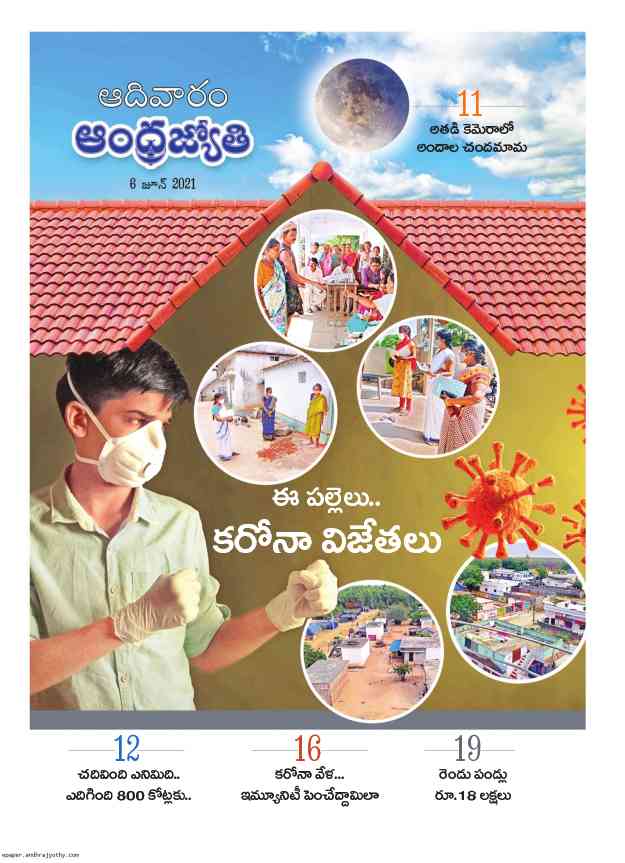 ఆదివారం
ఆంధ్రజ్యోతి
6 జూన్ 2021
11
అతడి కెమెరాలో
అందాల చందమామ
ఈ పల్లెలు..
కరోనా విజేతలు
12
చదివింది ఎనిమిది..
ఎదిగింది 800 కోట్లకు..
16
కరోనా వేళ...
ఇమ్యూనిటీ పెంచేద్దామిలా
19
రెండు పండ్లు
రూ.18 లక్షలు
epaper.andhrajyothy.com